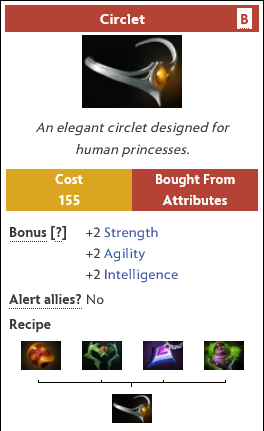 Circlet B
An elegant circlet designed for
human princesses.
Cost Bought From
155 Attributes
Bonus [?] +2 Strength
+2 Agility
+2 Intelligence
Alert allies? No
Recipe